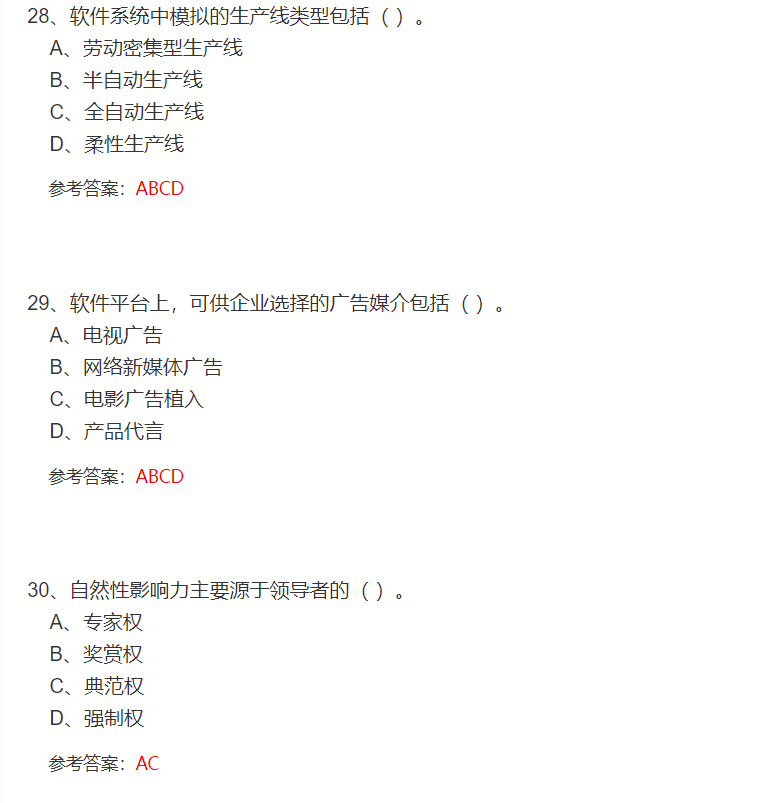 28、软件系统中模拟的生产线类型包括（ ）。
A、劳动密集型生产线
B、半自动生产线
C、全自动生产线
D、柔性生产线
参考答案：ABCD
29、软件平台上，可供企业选择的广告媒介包括（ ）。
A、电视广告
B、网络新媒体广告
C、电影广告植入
D、产品代言
参考答案：ABCD
30、自然性影响力主要源于领导者的（ ）。
A、专家权
B、奖赏权
C、典范权
D、强制权
参考答案：AC